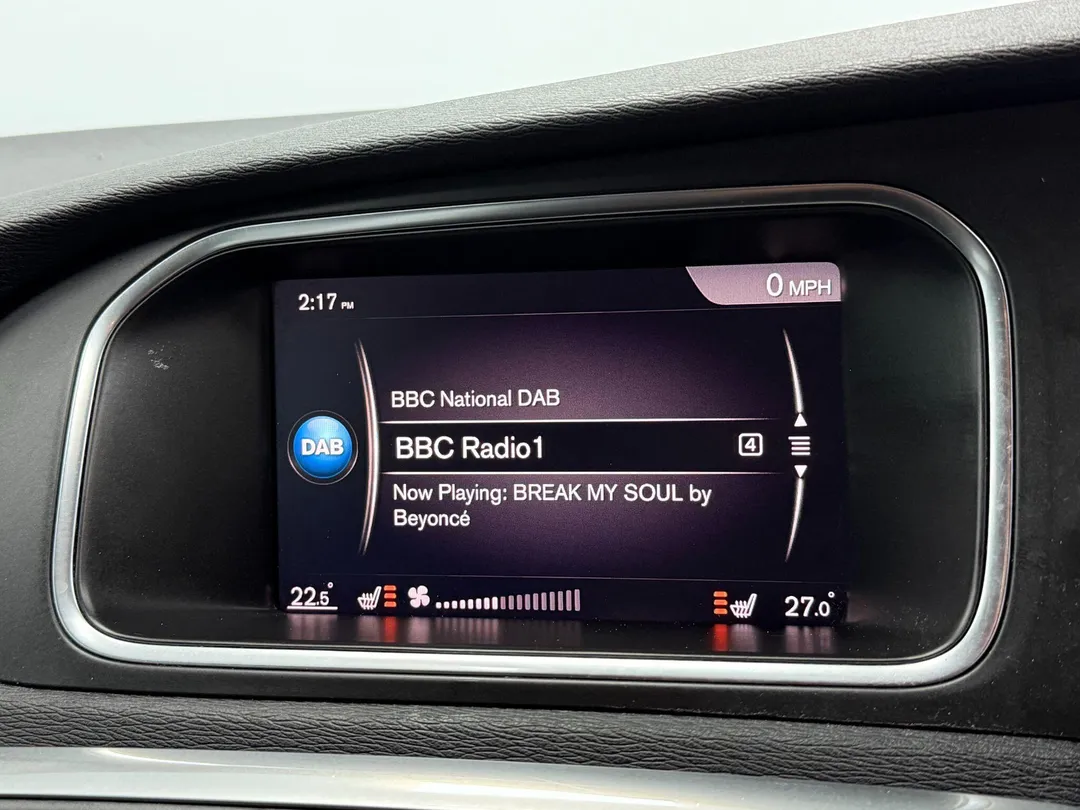 2:17 PM
0 MPH
BBC National DAB
DAB
BBC Radio1 4
Now Playing: BREAK MY SOUL by
Beyoncé
22.5°
27.0°